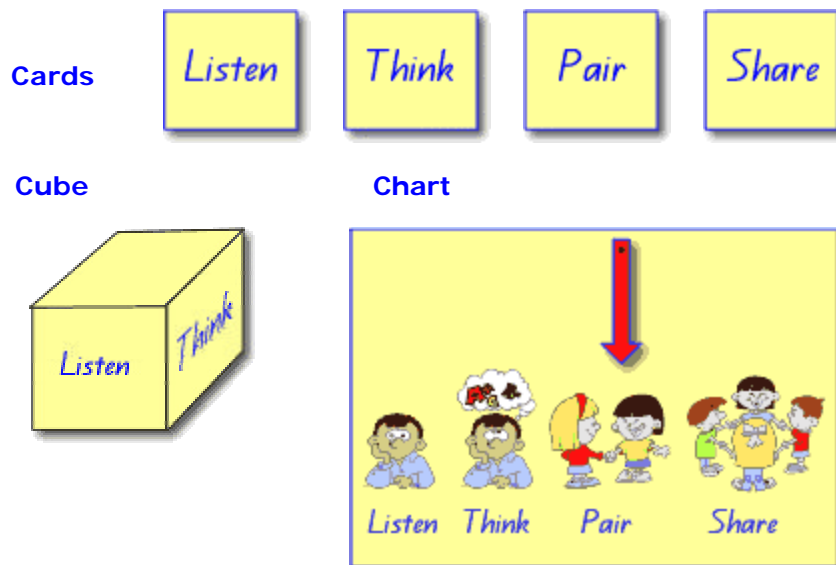 Cards Listen Think Pair Share
Cube Chart
Listen Think
Listen Think Pair Share